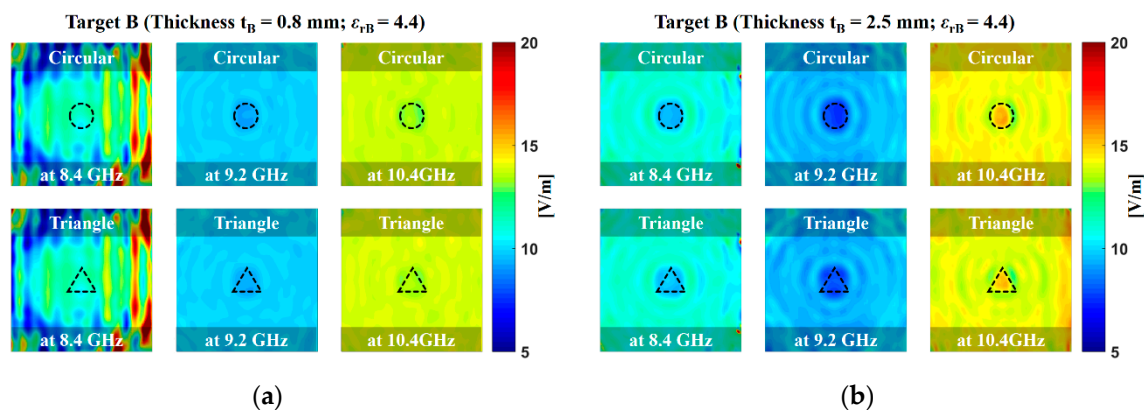 Target B (Thickness t_B = 0.8 mm; ε_rB = 4.4)
Circular
Circular
Circular
at 8.4 GHz
at 9.2 GHz
at 10.4GHz
Triangle
Triangle
Triangle
at 8.4 GHz
at 9.2 GHz
at 10.4GHz
20
15
10
5
[V/m]
(a)
Target B (Thickness t_B = 2.5 mm; ε_rB = 4.4)
Circular
Circular
Circular
at 8.4 GHz
at 9.2 GHz
at 10.4GHz
Triangle
Triangle
Triangle
at 8.4 GHz
at 9.2 GHz
at 10.4GHz
20
15
10
5
[V/m]
(b)